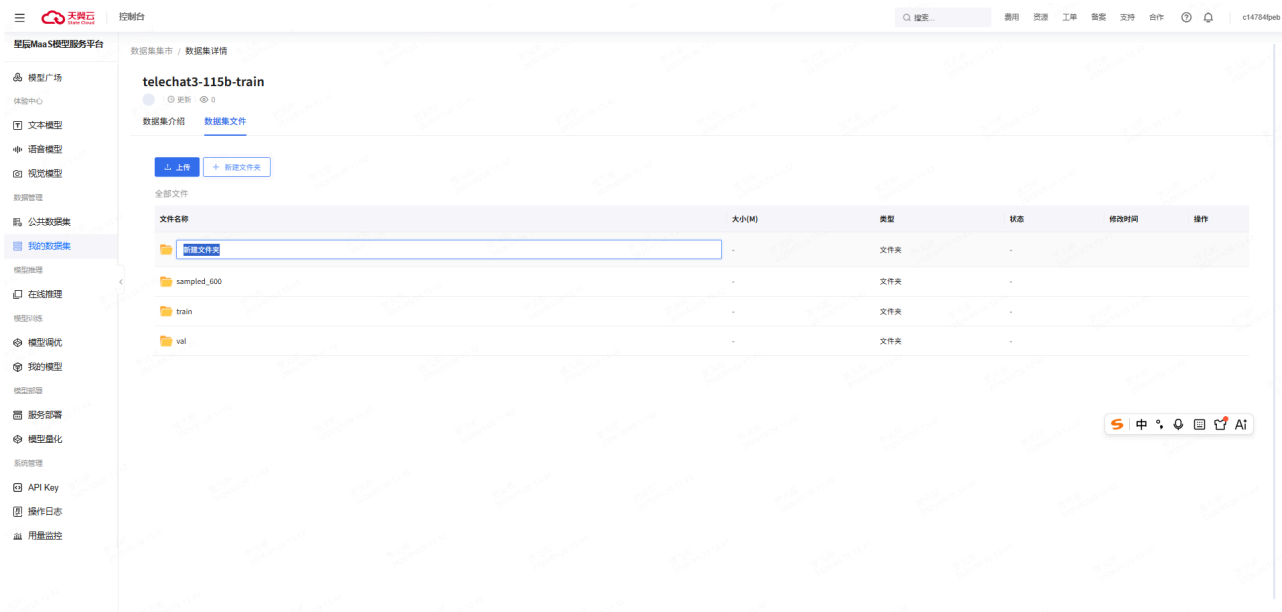 天翼云 控制台 搜索... 费用 资源 工单 备案 支持 合作 c14784fpeb
State Cloud
星辰MaaS模型服务平台
数据集集市 / 数据集详情
模型广场
telechat3-115b-train
体验中心
更新 0
文本模型
数据集介绍 数据集文件
语音模型
视觉模型
上传 新建文件夹
数据管理
全部文件
公共数据集
文件名称 大小(M) 类型 状态 修改时间 操作
我的数据集
新建文件夹 - 文件夹 -
模型推理
sampled_600 - 文件夹 -
在线推理
train - 文件夹 -
模型训练
模型调优
val - 文件夹 -
我的模型
模型部署
服务部署
中 °, Ai
模型量化
系统管理
API Key
操作日志
用量监控